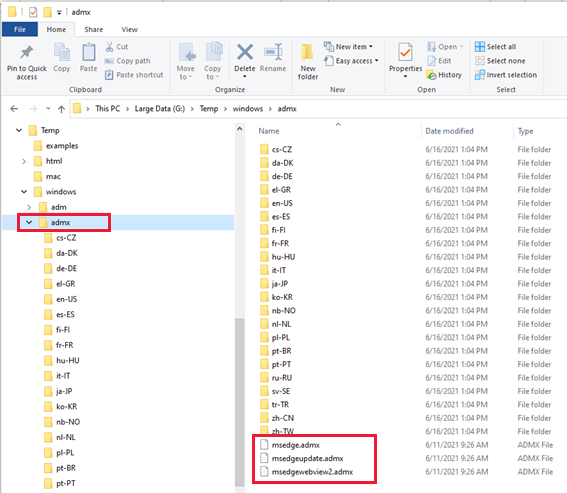 admx
File Home Share View
Pin to Quick access
Copy
Paste
Cut
Copy path
Paste shortcut
Clipboard
Move to
Copy to
Delete
Rename
Organize
New folder
New item
Easy access
New
Properties
Open
Edit
History
Open
Select all
Select none
Invert selection
Select
This PC > Large Data (G:) > Temp > windows > admx
Temp
examples
html
mac
windows
adm
admx
cs-CZ
da-DK
de-DE
el-GR
en-US
es-ES
fi-FI
fr-FR
hu-HU
it-IT
ja-JP
ko-KR
nb-NO
nl-NL
pl-PL
pt-BR
pt-PT
Name Date modified Type
cs-CZ 6/16/2021 1:04 PM File folder
da-DK 6/16/2021 1:04 PM File folder
de-DE 6/16/2021 1:04 PM File folder
el-GR 6/16/2021 1:04 PM File folder
en-US 6/16/2021 1:04 PM File folder
es-ES 6/16/2021 1:04 PM File folder
fi-FI 6/16/2021 1:04 PM File folder
fr-FR 6/16/2021 1:04 PM File folder
hu-HU 6/16/2021 1:04 PM File folder
it-IT 6/16/2021 1:04 PM File folder
ja-JP 6/16/2021 1:04 PM File folder
ko-KR 6/16/2021 1:04 PM File folder
nb-NO 6/16/2021 1:04 PM File folder
nl-NL 6/16/2021 1:04 PM File folder
pl-PL 6/16/2021 1:04 PM File folder
pt-BR 6/16/2021 1:04 PM File folder
pt-PT 6/16/2021 1:04 PM File folder
ru-RU 6/16/2021 1:04 PM File folder
sv-SE 6/16/2021 1:04 PM File folder
tr-TR 6/16/2021 1:04 PM File folder
zh-CN 6/16/2021 1:04 PM File folder
zh-TW 6/16/2021 1:04 PM File folder
msedge.admx 6/11/2021 9:26 AM ADMX File
msedgeupdate.admx 6/11/2021 9:26 AM ADMX File
msedgewebview2.admx 6/11/2021 9:26 AM ADMX File